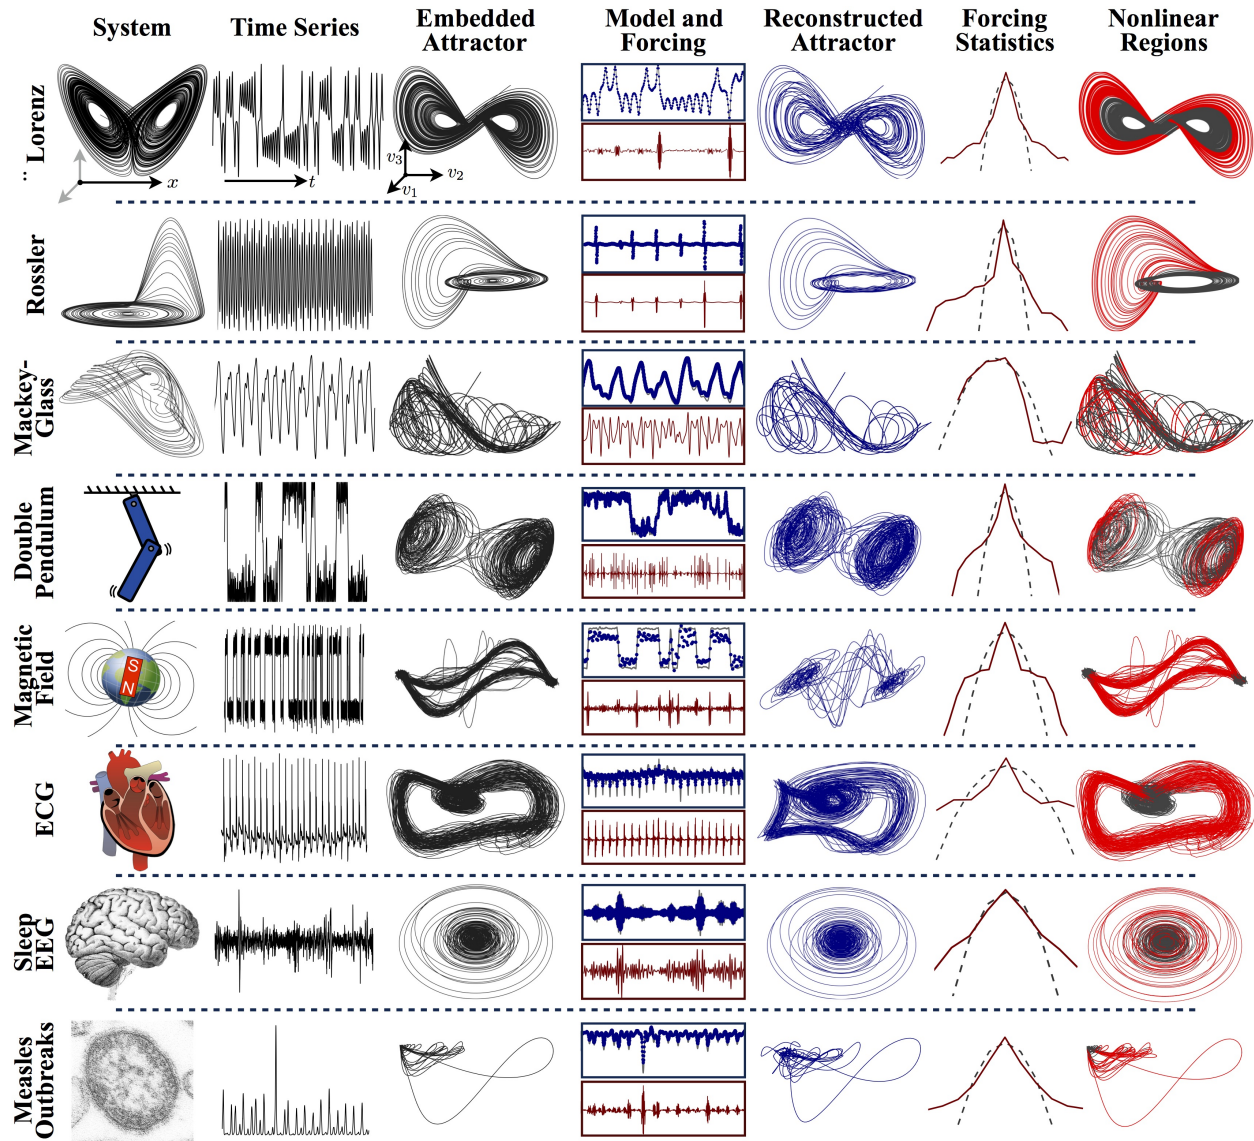 System
Time Series
Embedded
Attractor
Model and
Forcing
Reconstructed
Attractor
Forcing
Statistics
Nonlinear
Regions
Lorenz
x
t
v₃
v₂
v₁
Rössler
Mackey-
Glass
Double
Pendulum
Magnetic
Field
S
N
ECG
Sleep
EEG
Measles
Outbreaks